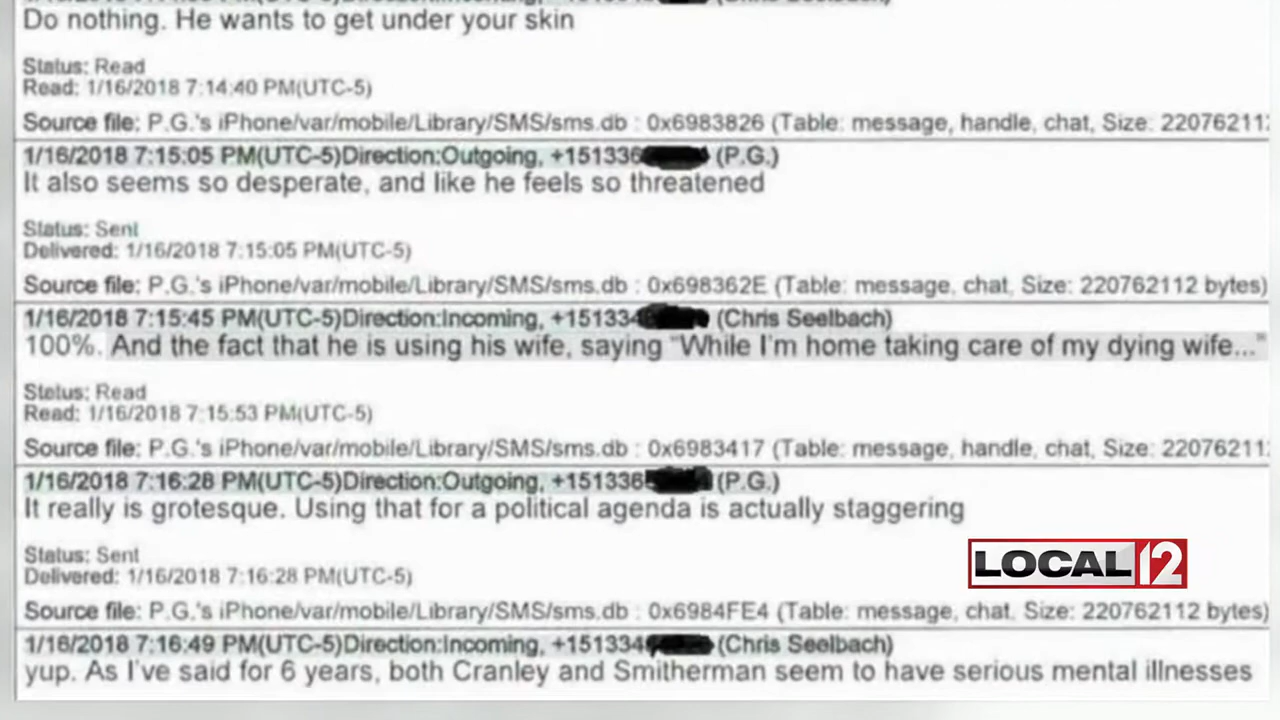 Do nothing. He wants to get under your skin
Status: Read
Read: 1/16/2018 7:14:40 PM(UTC-5)
Source file: P.G.'s iPhone/var/mobile/Library/SMS/sms.db : 0x6983826 (Table: message, handle, chat, Size: 22076211
1/16/2018 7:15:05 PM(UTC-5)Direction:Outgoing, +151336 (P.G.)
It also seems so desperate, and like he feels so threatened
Status: Sent
Delivered: 1/16/2018 7:15:05 PM(UTC-5)
Source file: P.G.'s iPhone/var/mobile/Library/SMS/sms.db : 0x698362E (Table: message, chat, Size: 220762112 bytes)
1/16/2018 7:15:45 PM(UTC-5)Direction:Incoming, +151334 (Chris Seelbach)
100%. And the fact that he is using his wife, saying "While I'm home taking care of my dying wife..."
Status: Read
Read: 1/16/2018 7:15:53 PM(UTC-5)
Source file: P.G.'s iPhone/var/mobile/Library/SMS/sms.db : 0x6983417 (Table: message, handle, chat, Size: 22076211
1/16/2018 7:16:28 PM(UTC-5)Direction:Outgoing, +151336 (P.G.)
It really is grotesque. Using that for a political agenda is actually staggering
Status: Sent
Delivered: 1/16/2018 7:16:28 PM(UTC-5)
LOCAL 12
Source file: P.G.'s iPhone/var/mobile/Library/SMS/sms.db : 0x6984FE4 (Table: message, chat, Size: 220762112 bytes)
1/16/2018 7:16:49 PM(UTC-5)Direction:Incoming, +151334 (Chris Seelbach)
yup. As I've said for 6 years, both Cranley and Smitherman seem to have serious mental illnesses